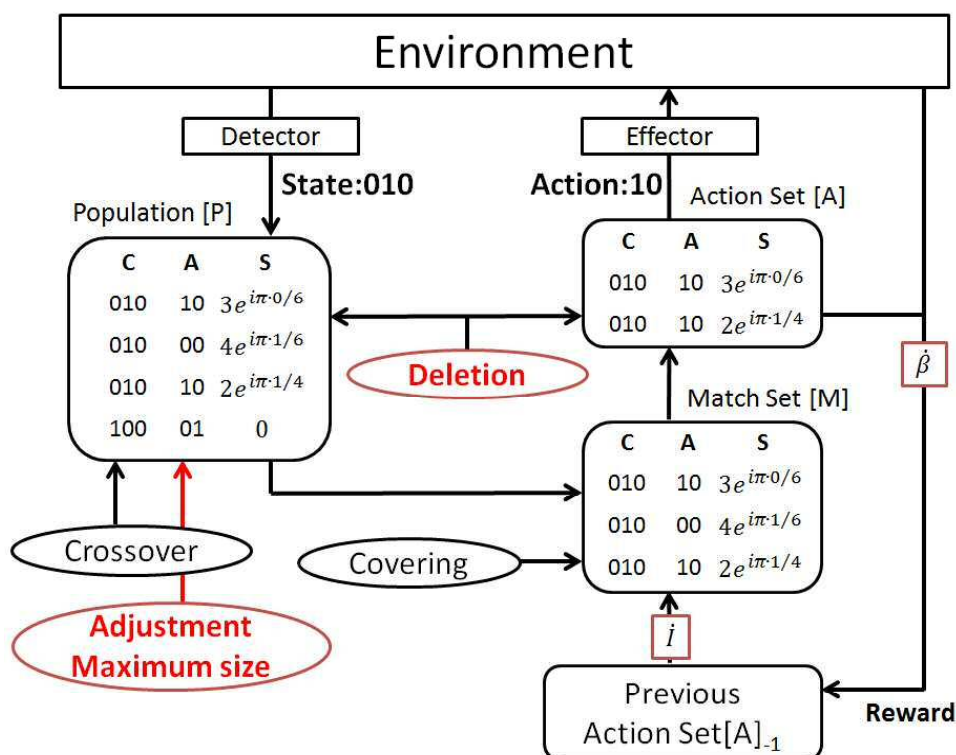 Environment
Detector
Effector
State:010
Action:10
Population [P]
Action Set [A]
C A S
010 10 3e^{iπ·0/6}
010 00 4e^{iπ·1/6}
010 10 2e^{iπ·1/4}
100 01 0
C A S
010 10 3e^{iπ·0/6}
010 10 2e^{iπ·1/4}
Deletion
β̇
Match Set [M]
C A S
010 10 3e^{iπ·0/6}
010 00 4e^{iπ·1/6}
010 10 2e^{iπ·1/4}
Crossover
Covering
Adjustment
Maximum size
İ
Previous
Action Set[A]₋₁
Reward